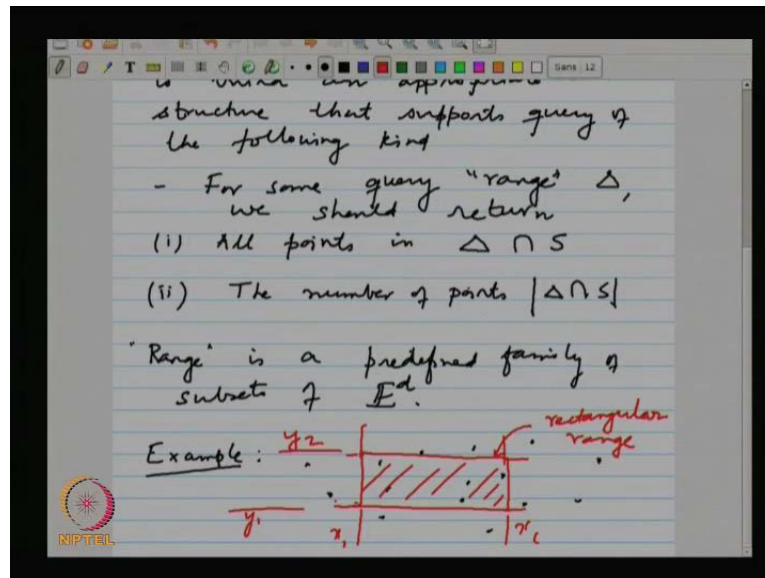 Sans 12
structure that supports query of
the following kind
- For some query "range" Δ,
we should return
(i) All points in Δ ∩ S
(ii) The number of points |Δ∩S|
"Range" is a predefined family of
subsets of 𝔼^d.
rectangular
range
Example: y2
y1
x1
NPTEL